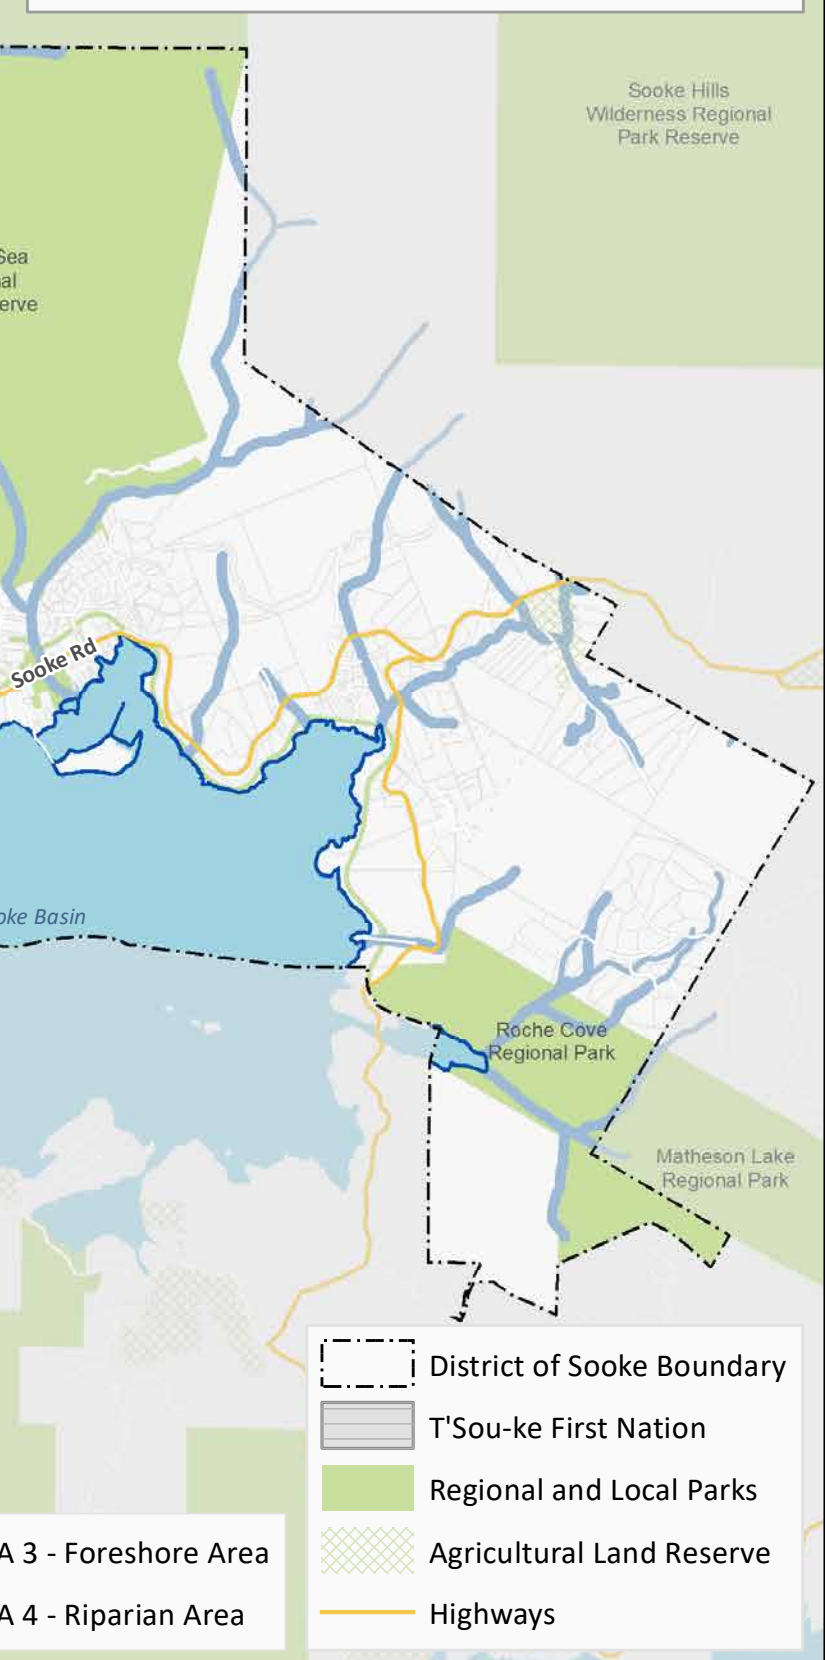 Sooke Hills
Wilderness Regional
Park Reserve
Sea
al
erve
Sooke Rd
oke Basin
Roche Cove
Regional Park
Matheson Lake
Regional Park
District of Sooke Boundary
T'Sou-ke First Nation
Regional and Local Parks
Agricultural Land Reserve
Highways
A 3 - Foreshore Area
A 4 - Riparian Area